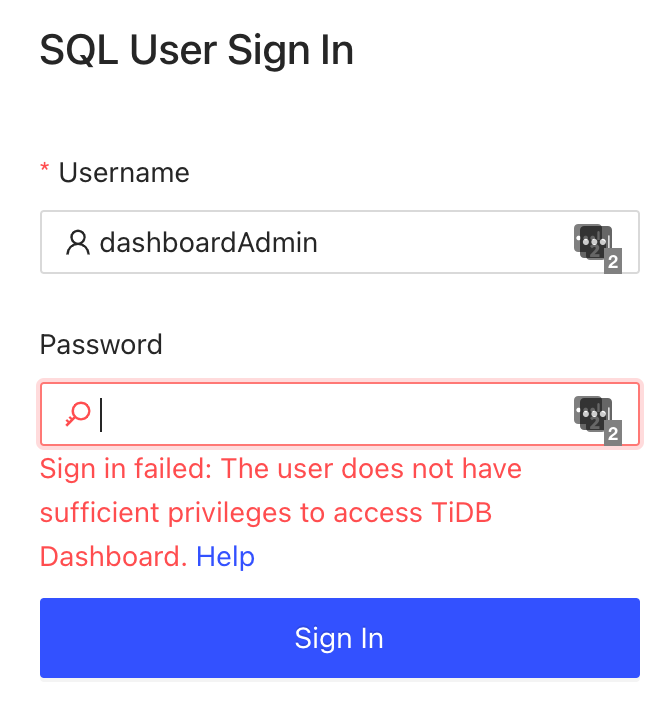 SQL User Sign In
* Username
dashboardAdmin
2
Password
2
Sign in failed: The user does not have
sufficient privileges to access TiDB
Dashboard. Help
Sign In